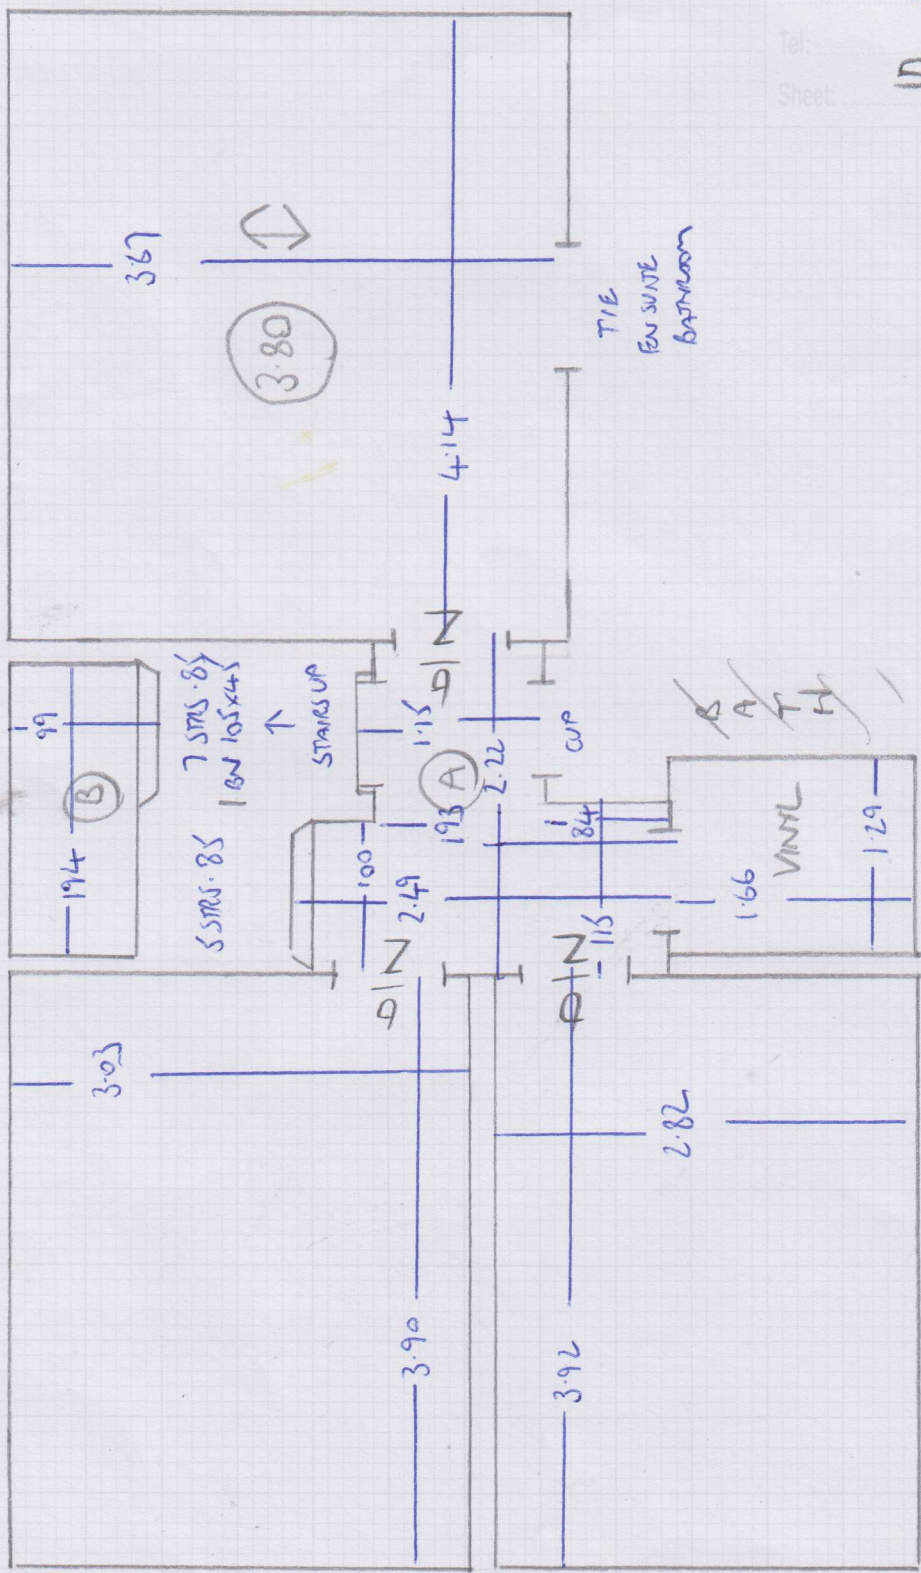 Tel:
Sheet:
3.67
3.80
4.14
T/E
EN SUITE
BATHROOM
99
B
194
7 STRS .85
1 BN 105x45
↑
STAIRS UP
5 STRS .85
D/N
1.15
A
2.22
CUP
100
193
2.49
84
D/N
D/N
115
1.66
VINYL
1.29
B
A
T
H
3.03
3.90
3.92
2.82